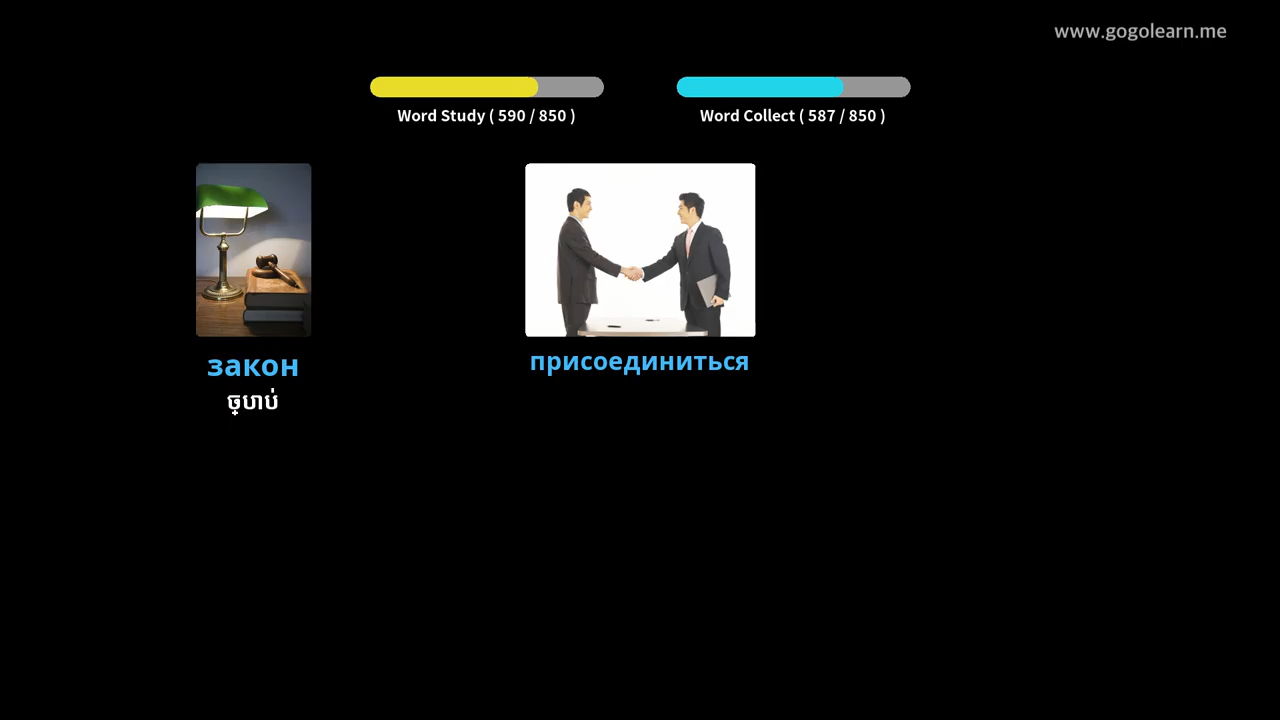 www.gogolearn.me
Word Study ( 590 / 850 )
Word Collect ( 587 / 850 )
закон
ច្បាប់
присоединиться